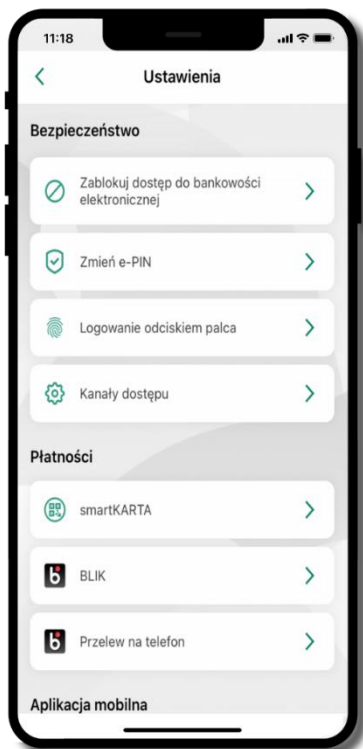 11:18
Ustawienia
Bezpieczeństwo
Zablokuj dostęp do bankowości
elektronicznej
Zmień e-PIN
Logowanie odciskiem palca
Kanały dostępu
Płatności
smartKARTA
BLIK
Przelew na telefon
Aplikacja mobilna